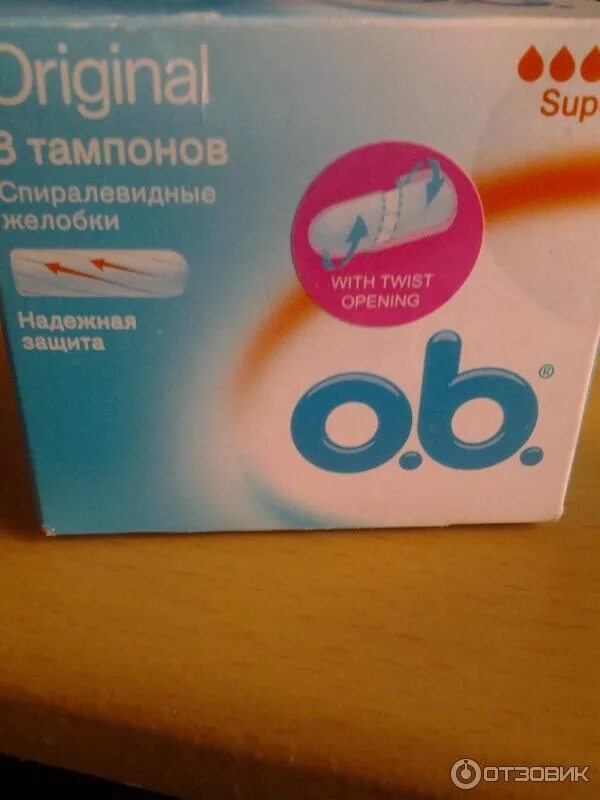 Original
8 тампонов
Спиралевидные
желобки
Надежная
защита
Sup
WITH TWIST
OPENING
o.b.®
ОТЗОВИК